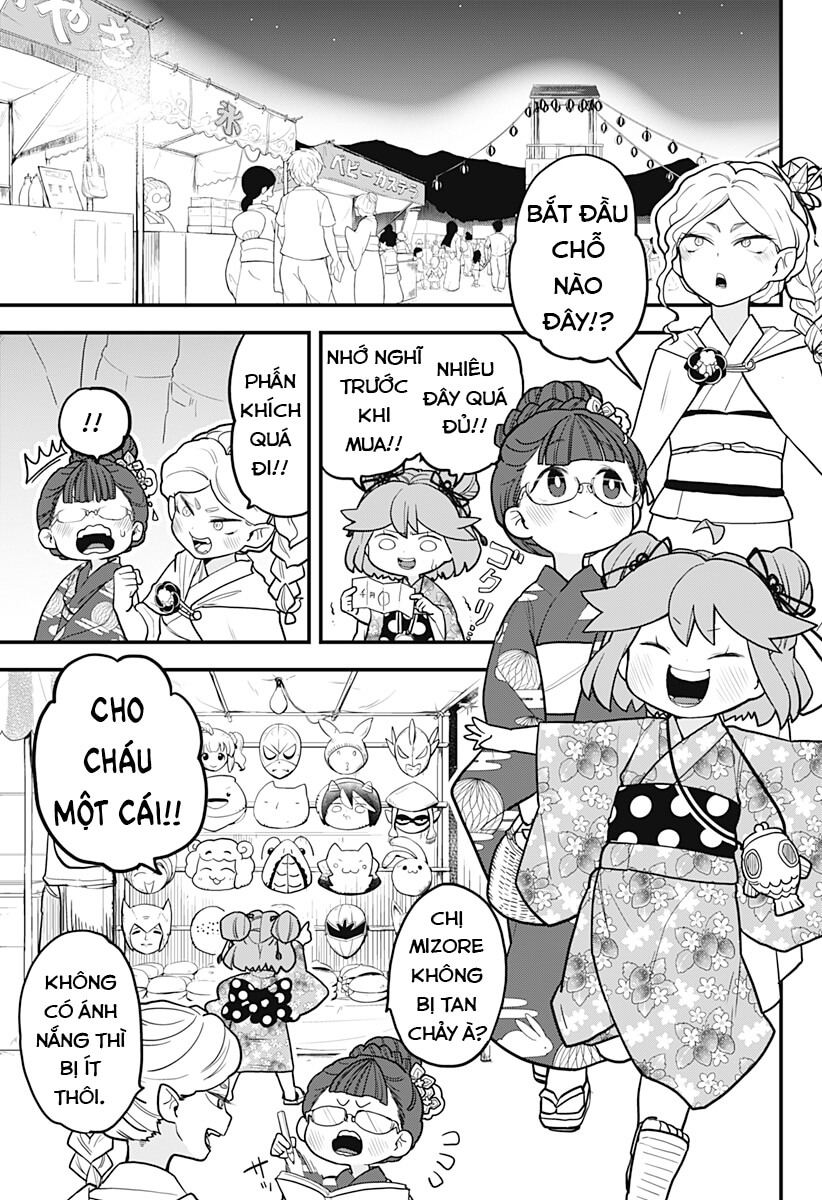 やき
氷
ベビーカステラ
BẮT ĐẦU
CHỖ
NÀO
ĐÂY!?
NHIÊU
ĐÂY QUÁ
ĐỦ!!
NHỚ NGHĨ
TRƯỚC
KHI
MUA!!
PHẤN
KHÍCH
QUÁ
ĐI!!
!!
CHO
CHÁU
MỘT CÁI!!
CHỊ
MIZORE
KHÔNG
BỊ TAN
CHẢY À?
KHÔNG
CÓ ÁNH
NẮNG THÌ
BỊ ÍT
THÔI.